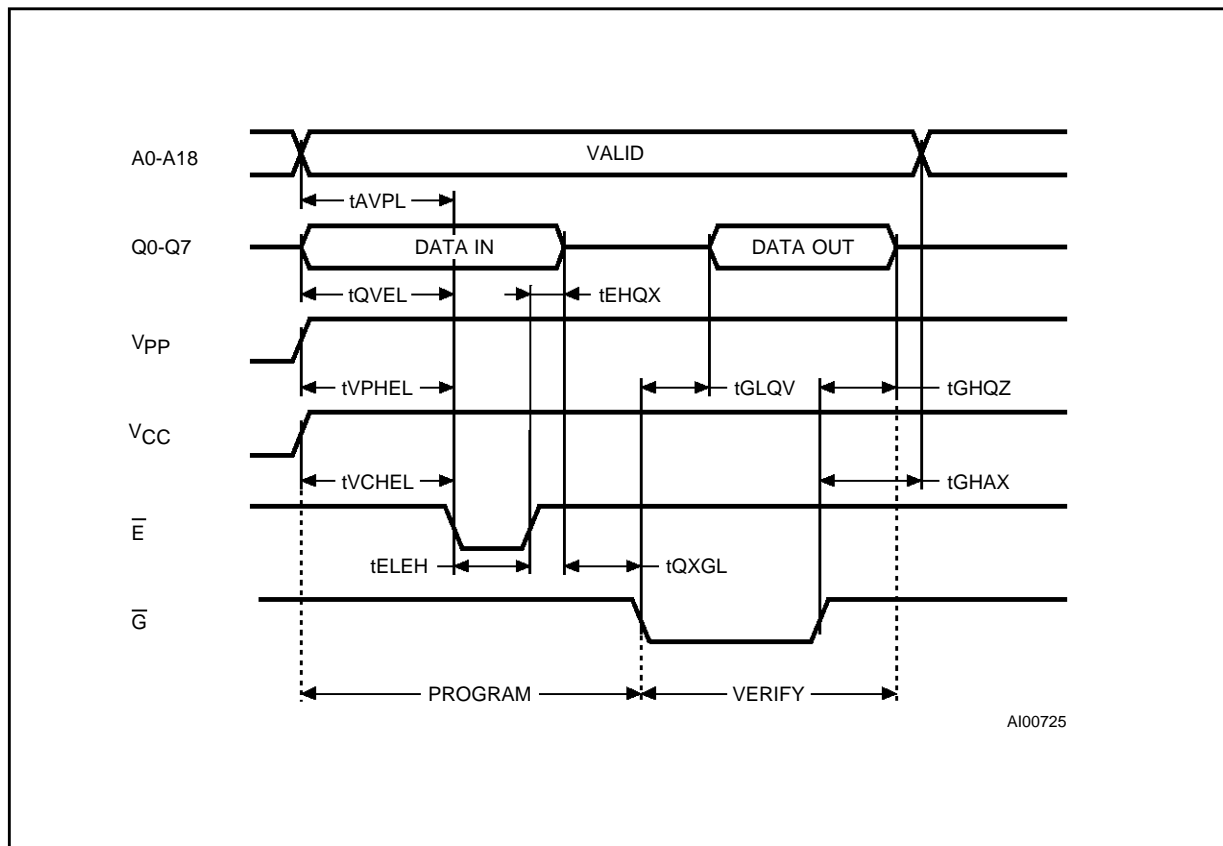 A0-A18
VALID
tAVPL
Q0-Q7
DATA IN
DATA OUT
tQVEL
tEHQX
VPP
tVPHEL
tGLQV
tGHQZ
VCC
tVCHEL
tGHAX
E̅
tELEH
tQXGL
G̅
PROGRAM
VERIFY
AI00725